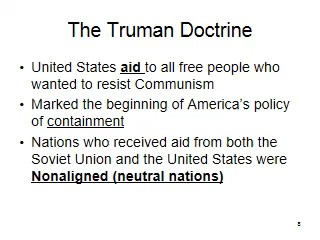 The Truman Doctrine
• United States aid to all free people who
wanted to resist Communism
• Marked the beginning of America's policy
of containment
• Nations who received aid from both the
Soviet Union and the United States were
Nonaligned (neutral nations)